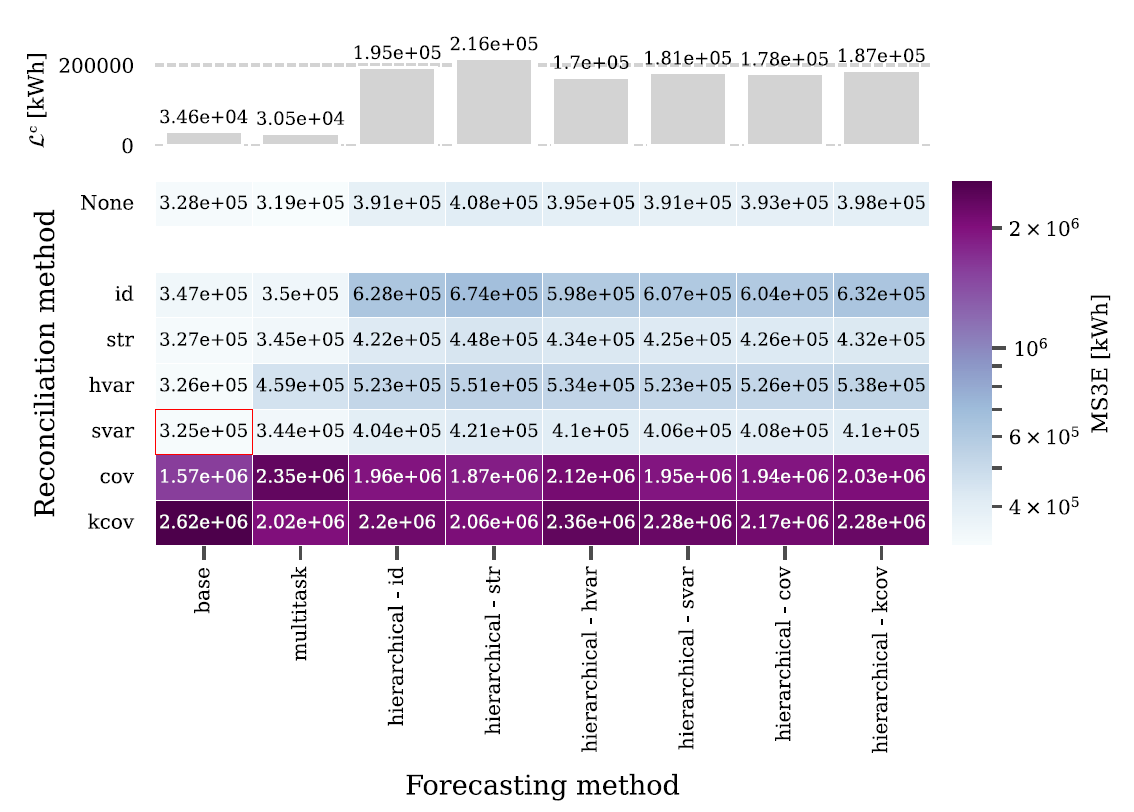 ℒᶜ [kWh]
200000
0
3.46e+04 3.05e+04 1.95e+05 2.16e+05 1.7e+05 1.81e+05 1.78e+05 1.87e+05
Reconciliation method
None 3.28e+05 3.19e+05 3.91e+05 4.08e+05 3.95e+05 3.91e+05 3.93e+05 3.98e+05
id 3.47e+05 3.5e+05 6.28e+05 6.74e+05 5.98e+05 6.07e+05 6.04e+05 6.32e+05
str 3.27e+05 3.45e+05 4.22e+05 4.48e+05 4.34e+05 4.25e+05 4.26e+05 4.32e+05
hvar 3.26e+05 4.59e+05 5.23e+05 5.51e+05 5.34e+05 5.23e+05 5.26e+05 5.38e+05
svar 3.25e+05 3.44e+05 4.04e+05 4.21e+05 4.1e+05 4.06e+05 4.08e+05 4.1e+05
cov 1.57e+06 2.35e+06 1.96e+06 1.87e+06 2.12e+06 1.95e+06 1.94e+06 2.03e+06
kcov 2.62e+06 2.02e+06 2.2e+06 2.06e+06 2.36e+06 2.28e+06 2.17e+06 2.28e+06
base
multitask
hierarchical - id
hierarchical - str
hierarchical - hvar
hierarchical - svar
hierarchical - cov
hierarchical - kcov
Forecasting method
2 × 10⁶
10⁶
6 × 10⁵
4 × 10⁵
MS3E [kWh]